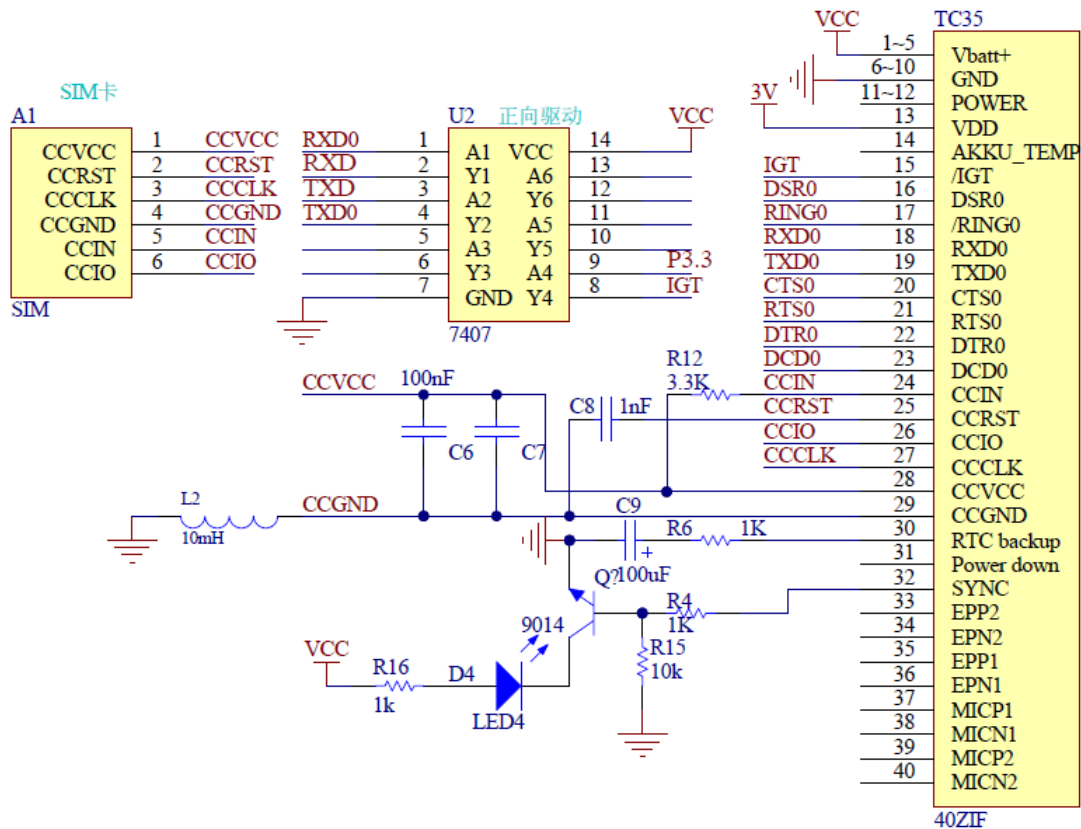 SIM卡
A1
CCVCC 1 CCVCC
CCRST 2 CCRST
CCCLK 3 CCCLK
CCGND 4 CCGND
CCIN 5 CCIN
CCIO 6 CCIO
SIM
U2 正向驱动
VCC
RXD0 1 A1 VCC 14
RXD 2 Y1 A6 13
TXD 3 A2 Y6 12
TXD0 4 Y2 A5 11
5 A3 Y5 10
6 Y3 A4 9 P3.3
7 GND Y4 8 IGT
7407
VCC
TC35
1~5 Vbatt+
6~10 GND
11~12 POWER
3V
13 VDD
14 AKKU_TEMP
IGT 15 /IGT
DSR0 16 DSR0
RING0 17 /RING0
RXD0 18 RXD0
TXD0 19 TXD0
CTS0 20 CTS0
RTS0 21 RTS0
DTR0 22 DTR0
DCD0 23 DCD0
CCIN 24 CCIN
CCRST 25 CCRST
CCIO 26 CCIO
CCCLK 27 CCCLK
28 CCVCC
29 CCGND
30 RTC backup
31 Power down
32 SYNC
33 EPP2
34 EPN2
35 EPP1
36 EPN1
37 MICP1
38 MICN1
39 MICP2
40 MICN2
40ZIF
R12
3.3K
CCVCC
100nF
C8 1nF
C6
C7
L2
10mH
CCGND
C9
+
100uF
R6 1K
Q?
9014
R4
1K
R15
10k
VCC
R16
1k
D4
LED4